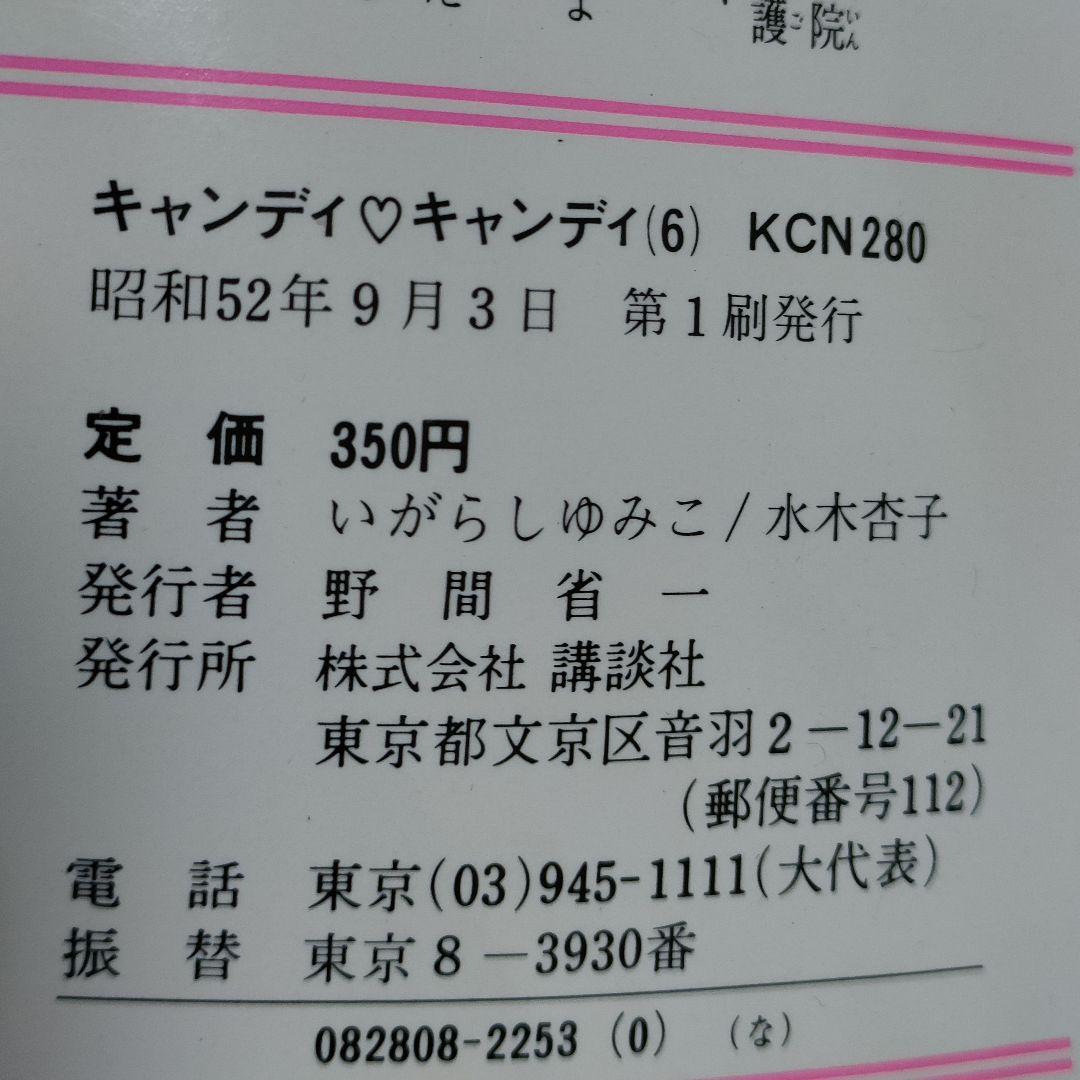 護院
キャンディ♡キャンディ(6) KCN280
昭和52年9月3日 第1刷発行
定価 350円
著者 いがらしゆみこ/水木杏子
発行者 野間省一
発行所 株式会社 講談社
東京都文京区音羽2-12-21
(郵便番号112)
電話 東京(03)945-1111(大代表)
振替 東京8-3930番
082808-2253 (0) (な)